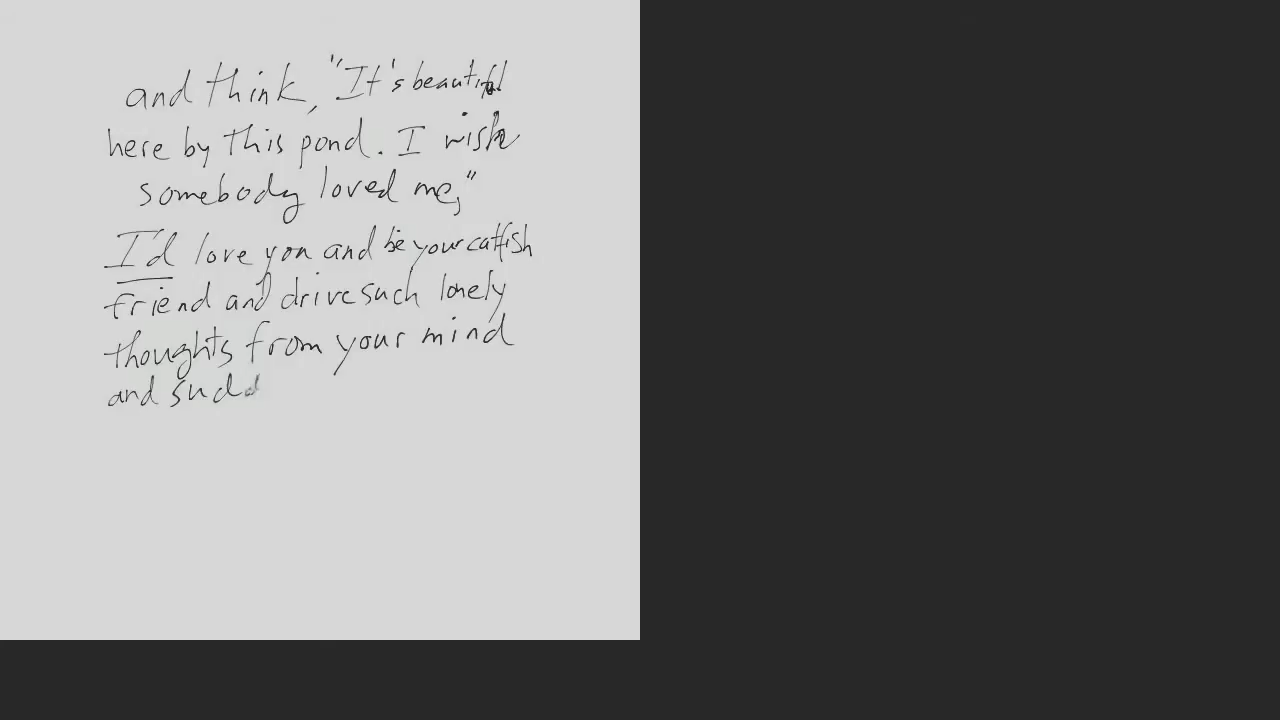 and think, "It's beautiful
here by this pond. I wish
somebody loved me,"
I'd love you and be your catfish
friend and drive such lonely
thoughts from your mind
and sudd